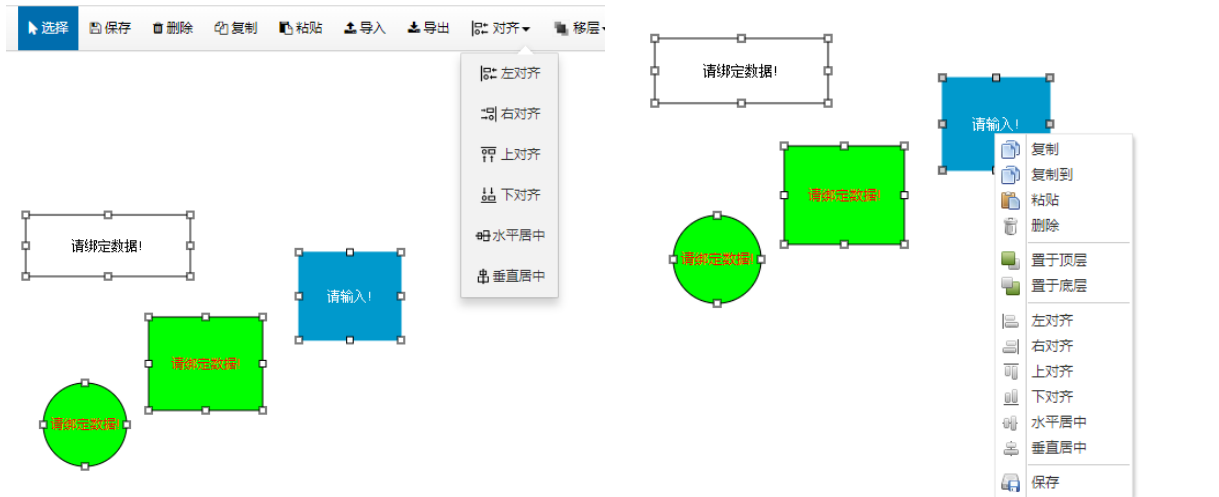 选择 保存 删除 复制 粘贴 导入 导出 对齐 移层
左对齐
右对齐
上对齐
下对齐
水平居中
垂直居中
请绑定数据!
请输入!
请绑定数据!
请绑定数据!
请绑定数据!
请输入!
请绑定数据!
请绑定数据!
复制
复制到
粘贴
删除
置于顶层
置于底层
左对齐
右对齐
上对齐
下对齐
水平居中
垂直居中
保存